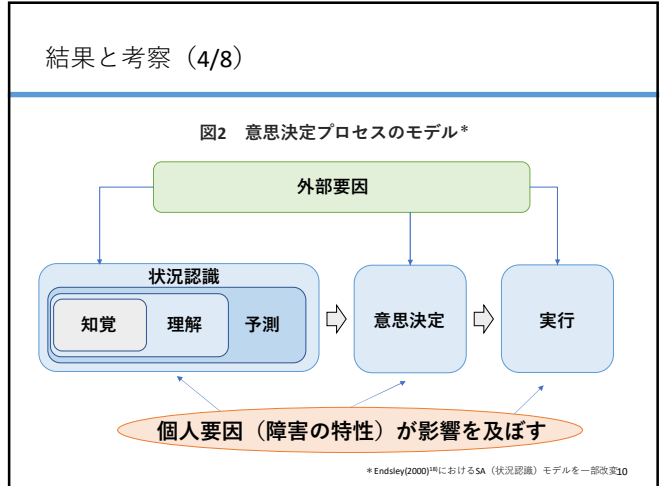 結果と考察（4/8）
図2　意思決定プロセスのモデル*
外部要因
状況認識
知覚
理解
予測
意思決定
実行
個人要因（障害の特性）が影響を及ぼす
*Endsley(2000)¹⁸⁾におけるSA（状況認識）モデルを一部改変
10